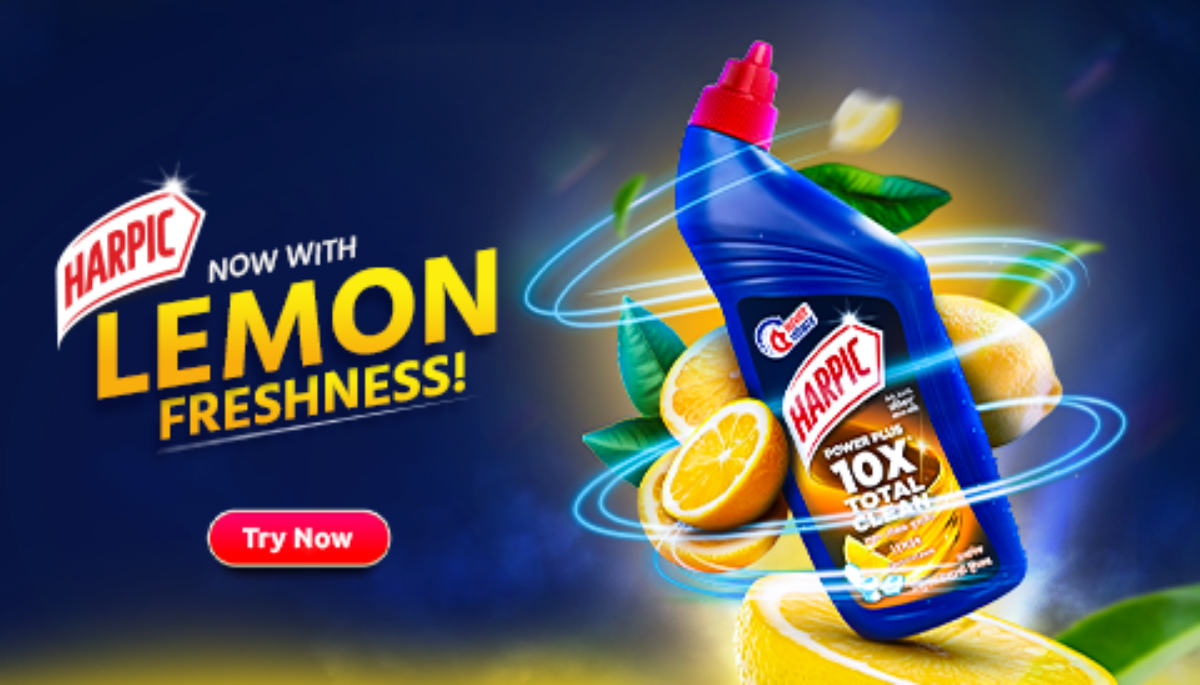 HARPIC
NOW WITH
LEMON
FRESHNESS!
Try Now
HARPIC
POWER PLUS
10X
TOTAL
CLEAN